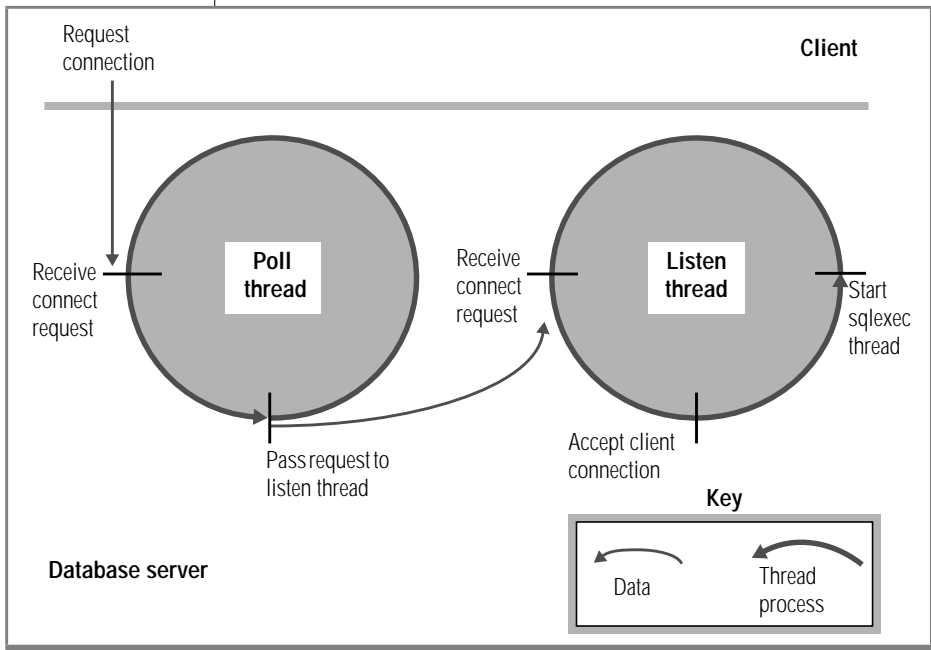 Request
connection
Client
Receive
connect
request
Poll
thread
Receive
connect
request
Listen
thread
Start
sqlexec
thread
Pass request to
listen thread
Accept client
connection
Key
Data
Thread
process
Database server